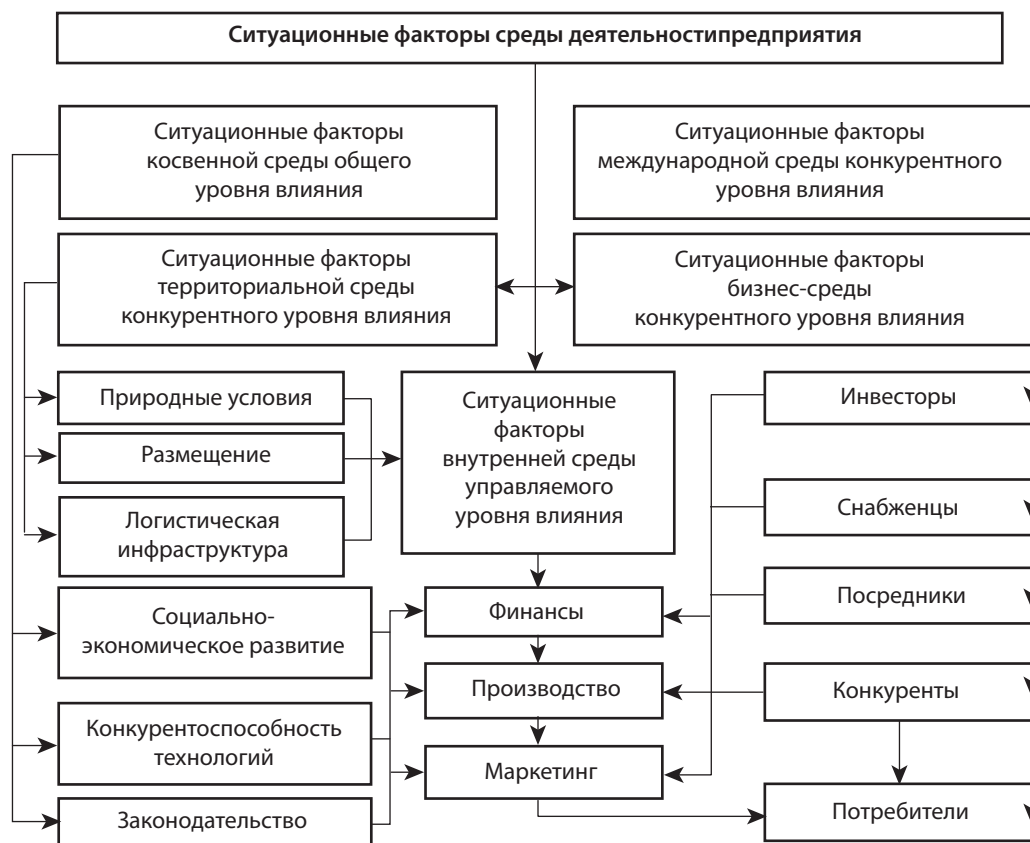 Ситуационные факторы среды деятельностипредприятия
Ситуационные факторы
косвенной среды общего
уровня влияния
Ситуационные факторы
международной среды конкурентного
уровня влияния
Ситуационные факторы
территориальной среды
конкурентного уровня влияния
Ситуационные факторы
бизнес-среды
конкурентного уровня влияния
Природные условия
Размещение
Логистическая
инфраструктура
Ситуационные
факторы
внутренней среды
управляемого
уровня влияния
Инвесторы
Снабженцы
Посредники
Социально-
экономическое развитие
Финансы
Производство
Конкуренты
Конкурентоспособность
технологий
Маркетинг
Законодательство
Потребители